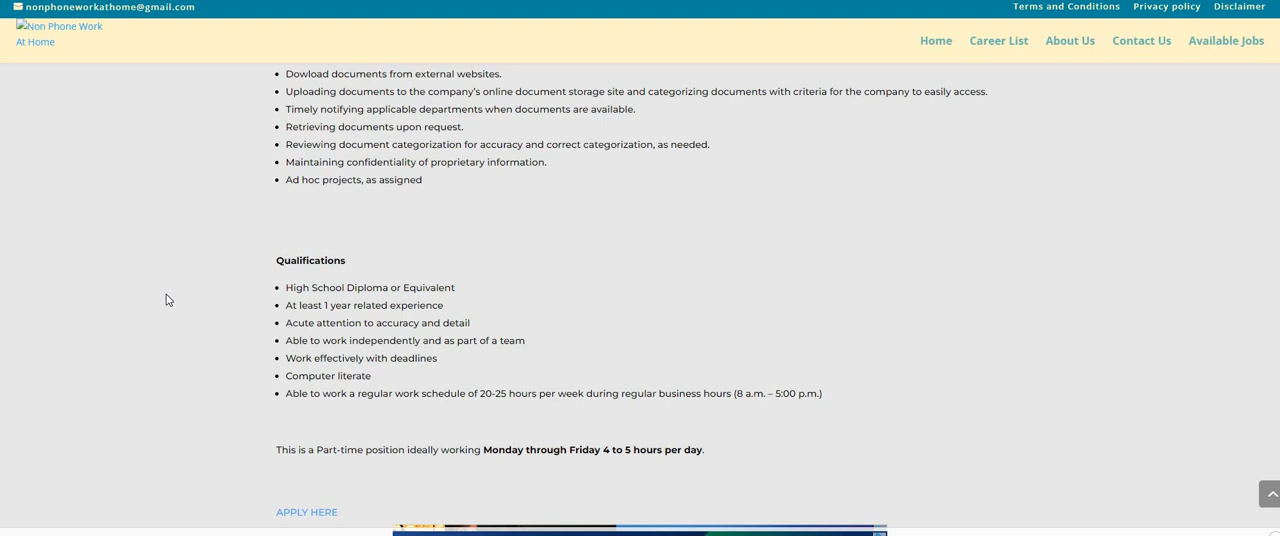 nonphoneworkathome@gmail.com
Terms and Conditions Privacy policy Disclaimer
Non Phone Work
At Home
Home Career List About Us Contact Us Available Jobs
Dowload documents from external websites.
Uploading documents to the company's online document storage site and categorizing documents with criteria for the company to easily access.
Timely notifying applicable departments when documents are available.
Retrieving documents upon request.
Reviewing document categorization for accuracy and correct categorization, as needed.
Maintaining confidentiality of proprietary information.
Ad hoc projects, as assigned
Qualifications
High School Diploma or Equivalent
At least 1 year related experience
Acute attention to accuracy and detail
Able to work independently and as part of a team
Work effectively with deadlines
Computer literate
Able to work a regular work schedule of 20-25 hours per week during regular business hours (8 a.m. – 5:00 p.m.)
This is a Part-time position ideally working Monday through Friday 4 to 5 hours per day.
APPLY HERE